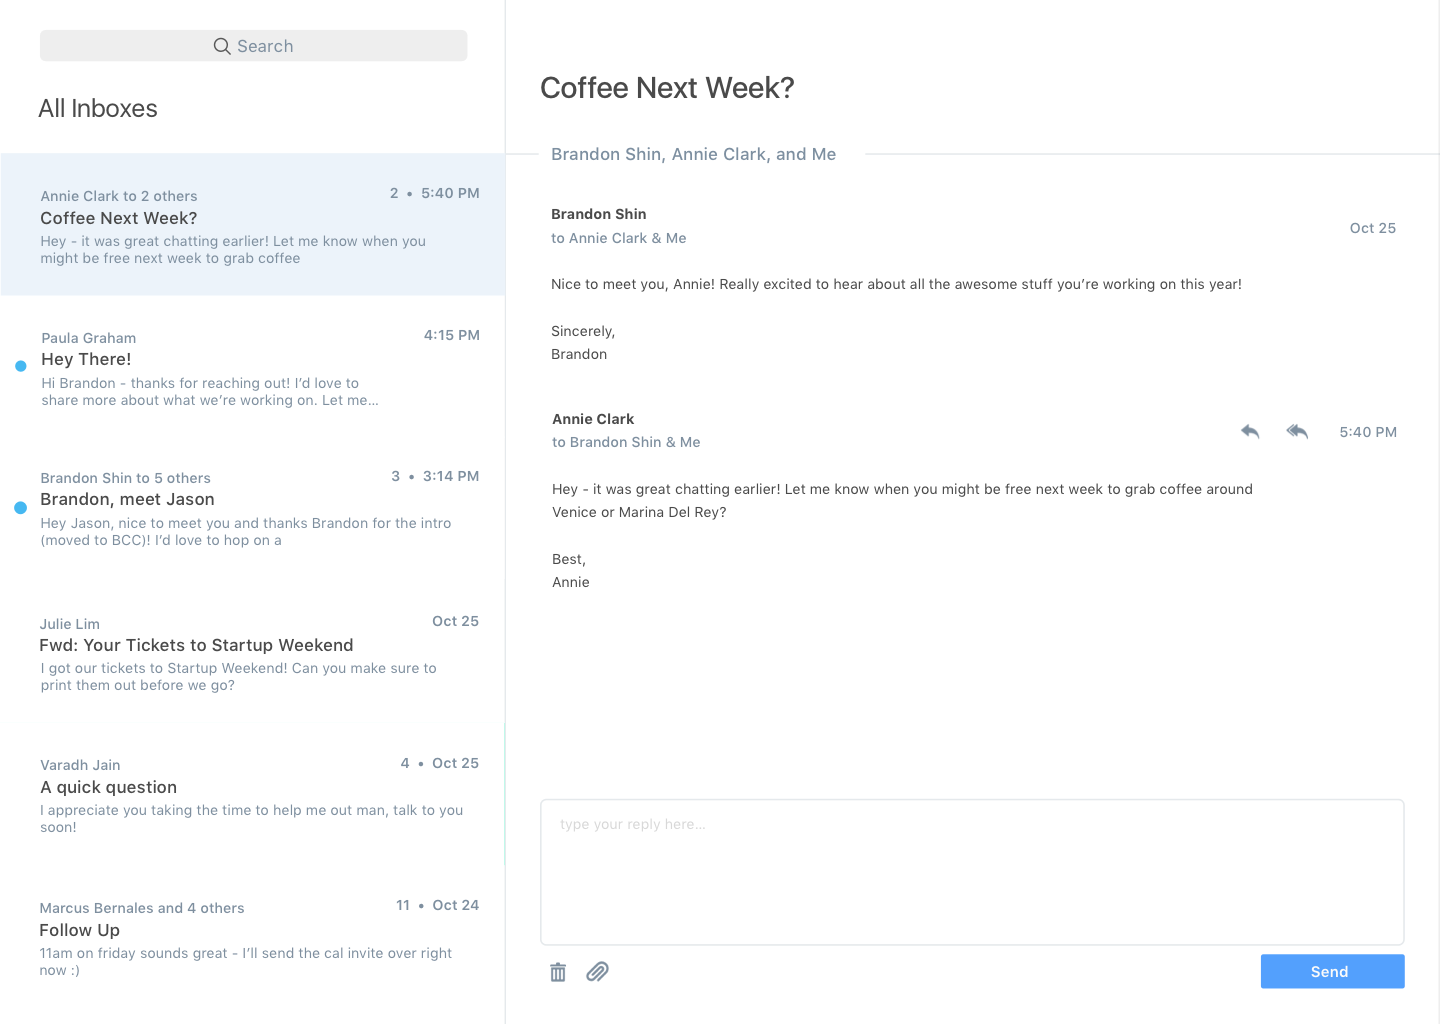 Search
All Inboxes
Annie Clark to 2 others
2 • 5:40 PM
Coffee Next Week?
Hey - it was great chatting earlier! Let me know when you
might be free next week to grab coffee
Paula Graham
4:15 PM
Hey There!
Hi Brandon - thanks for reaching out! I’d love to
share more about what we’re working on. Let me...
Brandon Shin to 5 others
3 • 3:14 PM
Brandon, meet Jason
Hey Jason, nice to meet you and thanks Brandon for the intro
(moved to BCC)! I’d love to hop on a
Julie Lim
Oct 25
Fwd: Your Tickets to Startup Weekend
I got our tickets to Startup Weekend! Can you make sure to
print them out before we go?
Varadh Jain
4 • Oct 25
A quick question
I appreciate you taking the time to help me out man, talk to you
soon!
Marcus Bernales and 4 others
11 • Oct 24
Follow Up
11am on friday sounds great - I’ll send the cal invite over right
now :)
Coffee Next Week?
Brandon Shin, Annie Clark, and Me
Brandon Shin
to Annie Clark & Me
Oct 25
Nice to meet you, Annie! Really excited to hear about all the awesome stuff you’re working on this year!
Sincerely,
Brandon
Annie Clark
to Brandon Shin & Me
5:40 PM
Hey - it was great chatting earlier! Let me know when you might be free next week to grab coffee around
Venice or Marina Del Rey?
Best,
Annie
type your reply here...
Send